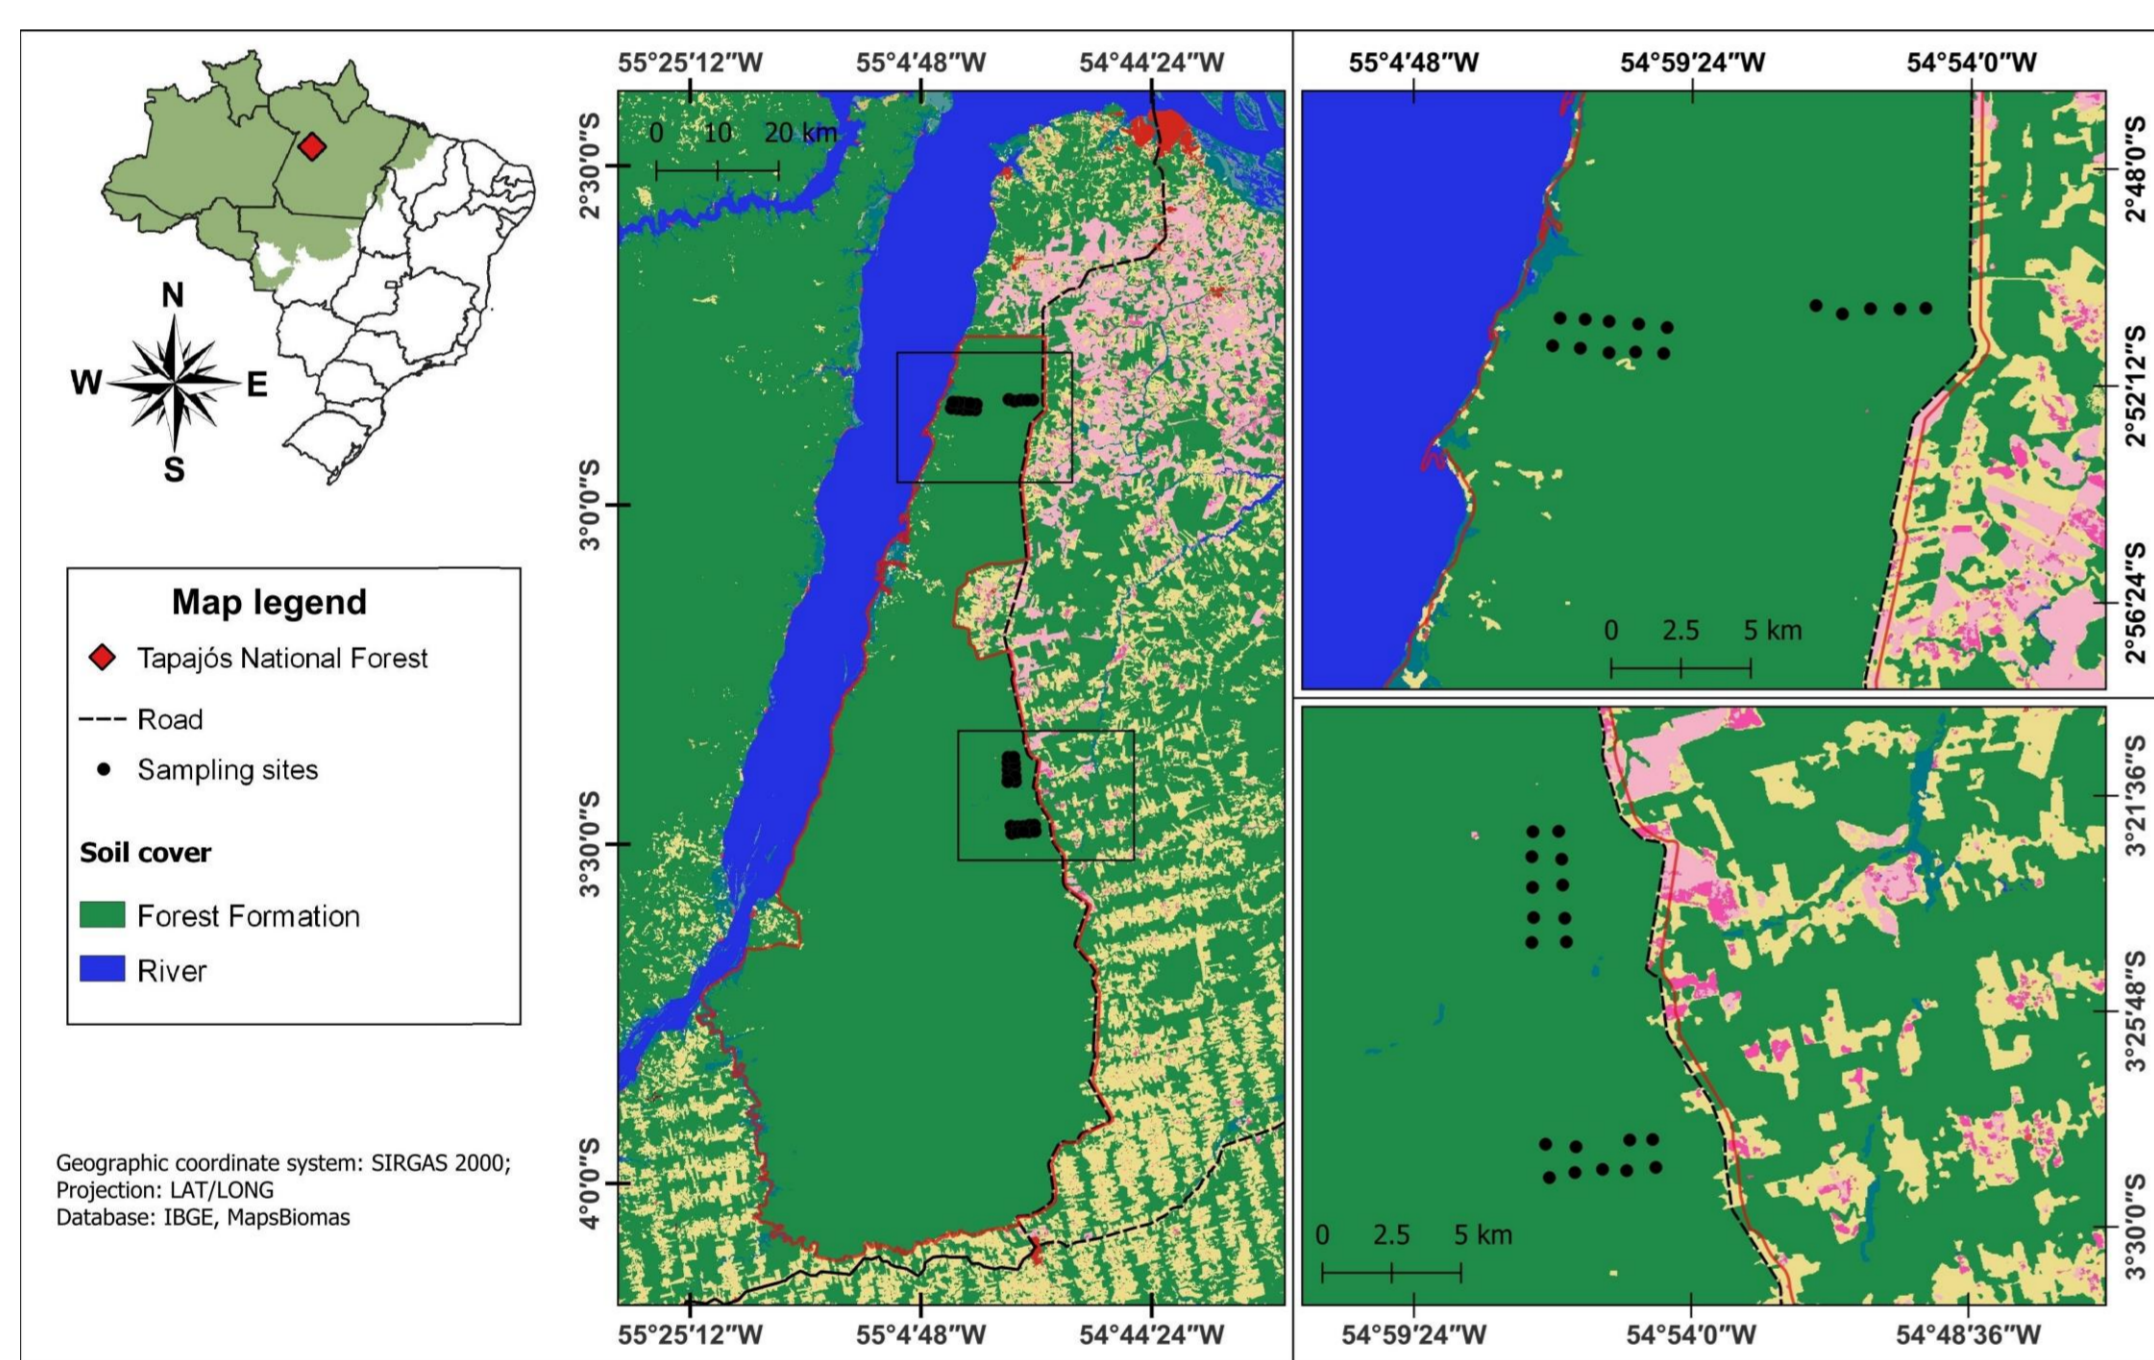 N
W
E
S
Map legend
Tapajós National Forest
Road
Sampling sites
Soil cover
Forest Formation
River
Geographic coordinate system: SIRGAS 2000;
Projection: LAT/LONG
Database: IBGE, MapsBiomas
55°25'12"W 55°4'48"W 54°44'24"W
0 10 20 km
2°30'0"S
3°0'0"S
3°30'0"S
4°0'0"S
55°25'12"W 55°4'48"W 54°44'24"W
55°4'48"W 54°59'24"W 54°54'0"W
2°48'0"S
2°52'12"S
2°56'24"S
0 2.5 5 km
3°21'36"S
3°25'48"S
3°30'0"S
0 2.5 5 km
54°59'24"W 54°54'0"W 54°48'36"W